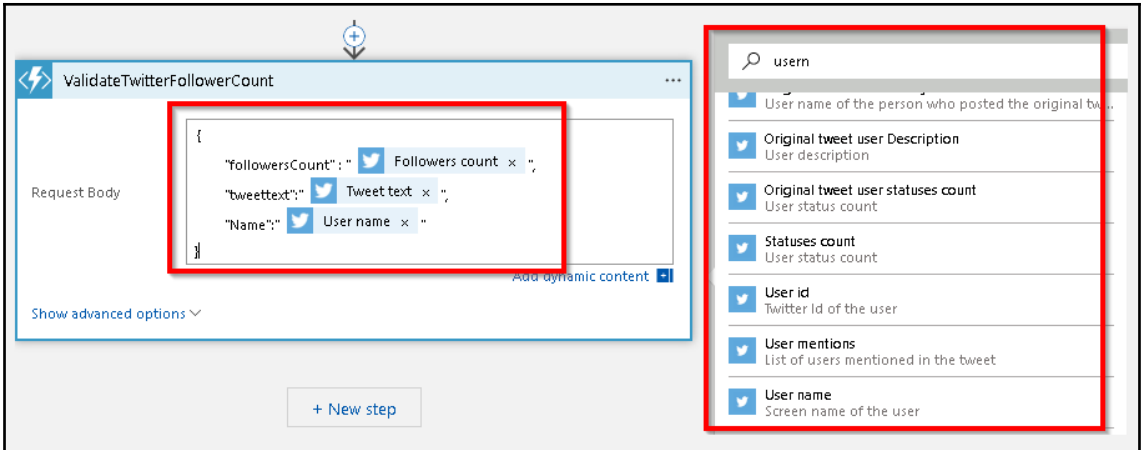 ValidateTwitterFollowerCount
...
Request Body
{
"followersCount": " Followers count × ",
"tweettext":" Tweet text × ",
"Name":" User name × "
}
Add dynamic content
Show advanced options
+ New step
usern
User name of the person who posted the original tw...
Original tweet user Description
User description
Original tweet user statuses count
User status count
Statuses count
User status count
User id
Twitter Id of the user
User mentions
List of users mentioned in the tweet
User name
Screen name of the user